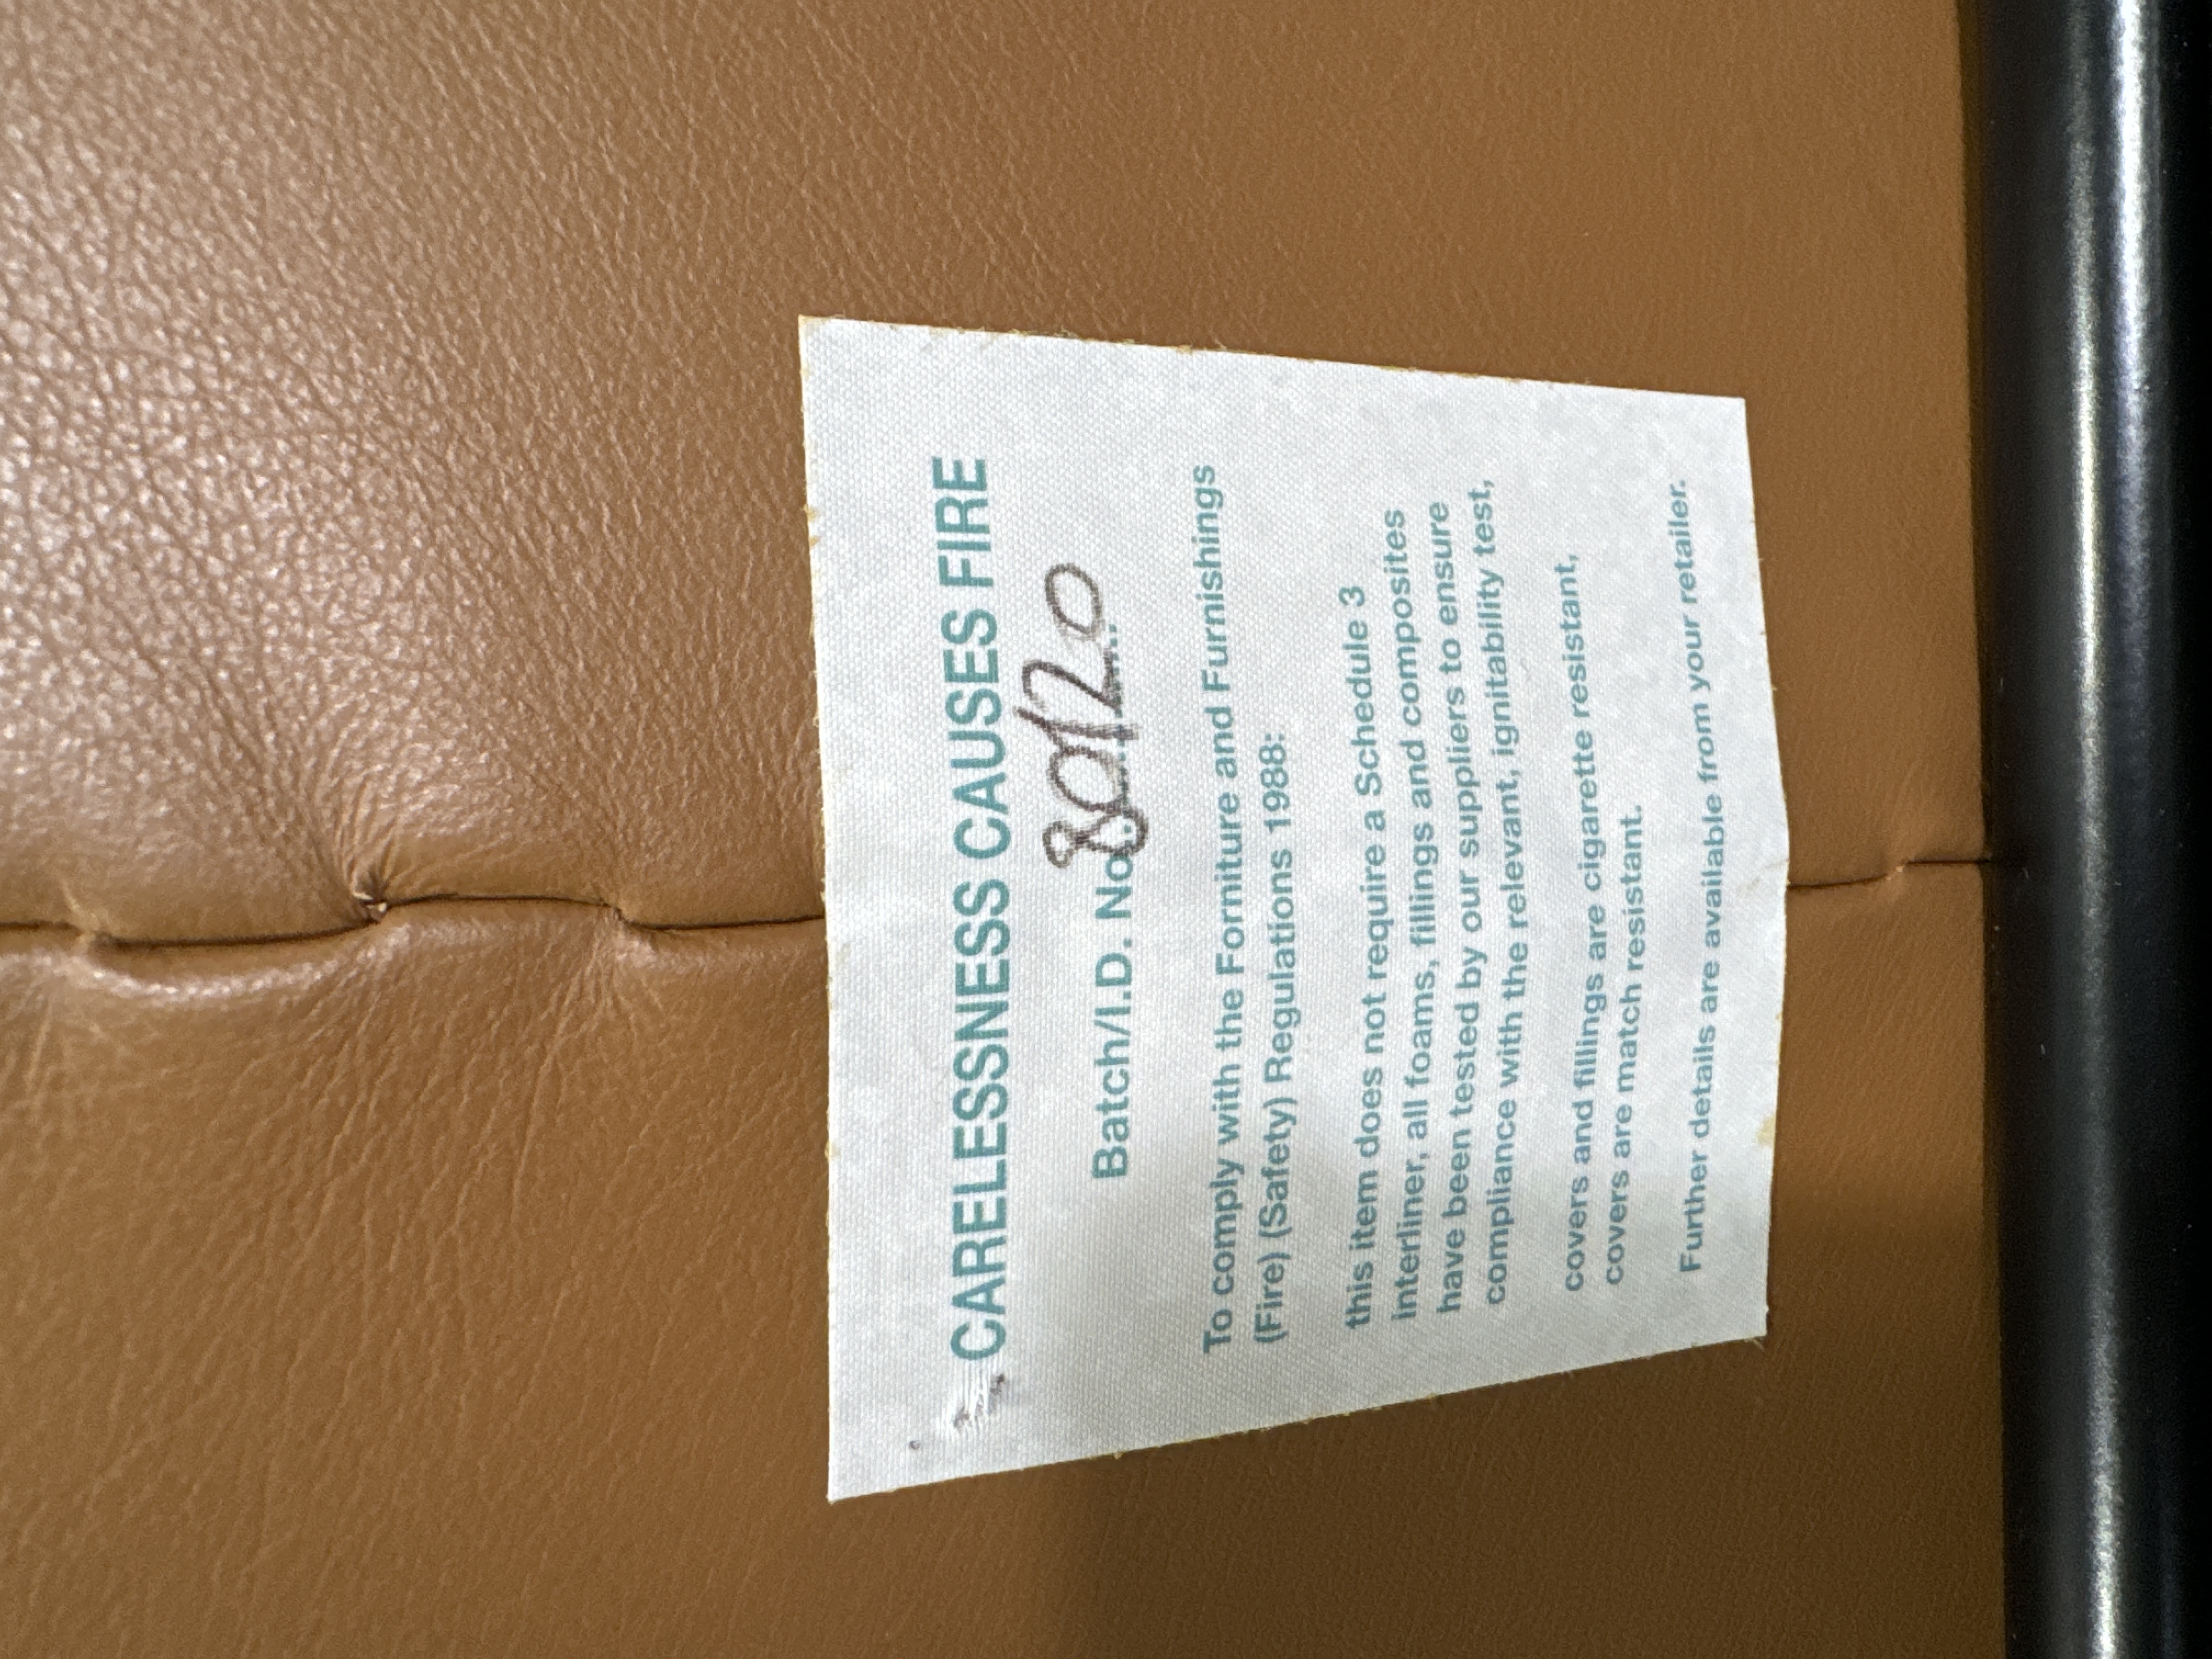 CARELESSNESS CAUSES FIRE
Batch/I.D. No. 80120
To comply with the Forniture and Furnishings
(Fire) (Safety) Regulations 1988:
this item does not require a Schedule 3
interliner, all foams, fillings and composites
have been tested by our suppliers to ensure
compliance with the relevant, ignitability test,
covers and fillings are cigarette resistant,
covers are match resistant.
Further details are available from your retailer.